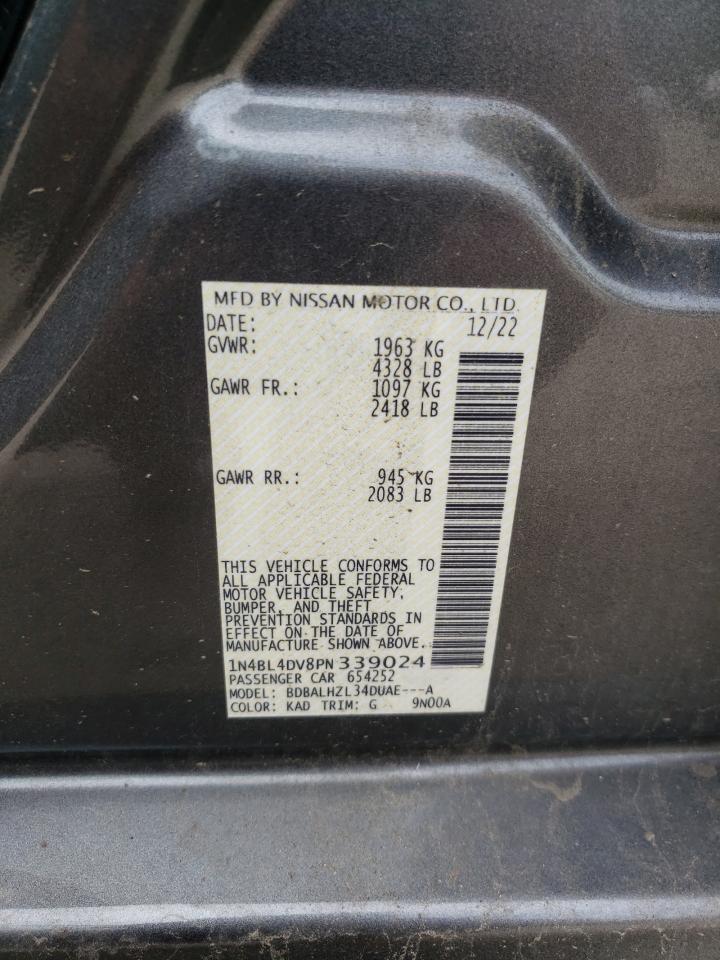 MFD BY NISSAN MOTOR CO., LTD.
DATE: 12/22
GVWR: 1963 KG
4328 LB
GAWR FR.: 1097 KG
2418 LB
GAWR RR.: 945 KG
2083 LB
THIS VEHICLE CONFORMS TO
ALL APPLICABLE FEDERAL
MOTOR VEHICLE SAFETY,
BUMPER, AND THEFT
PREVENTION STANDARDS IN
EFFECT ON THE DATE OF
MANUFACTURE SHOWN ABOVE.
1N4BL4DV8PN 339024
PASSENGER CAR 654252
MODEL: BDBALHZL34DUAE---A
COLOR: KAD TRIM: G 9N00A